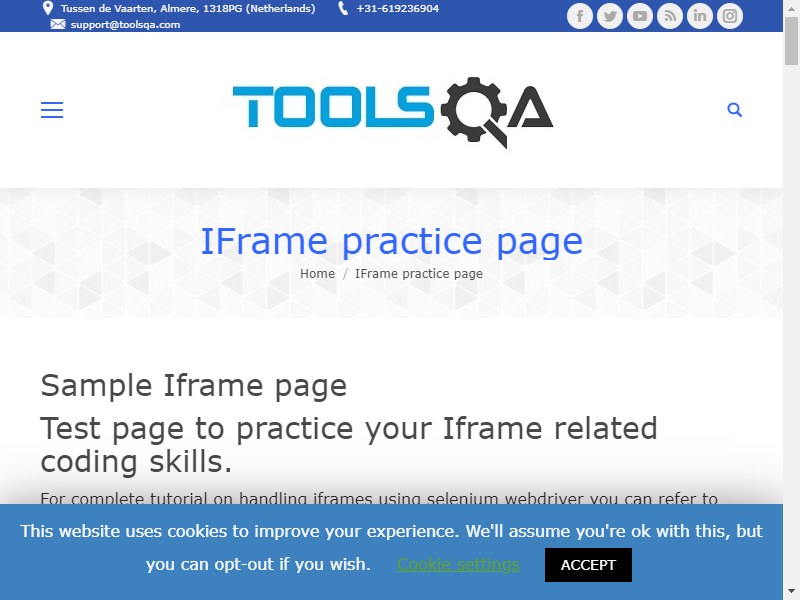 Tussen de Vaarten, Almere, 1318PG (Netherlands) +31-619236904
support@toolsqa.com
TOOLSQA
IFrame practice page
Home / IFrame practice page
Sample Iframe page
Test page to practice your Iframe related
coding skills.
For complete tutorial on handling iframes using selenium webdriver you can refer to
This website uses cookies to improve your experience. We'll assume you're ok with this, but
you can opt-out if you wish. Cookie settings ACCEPT